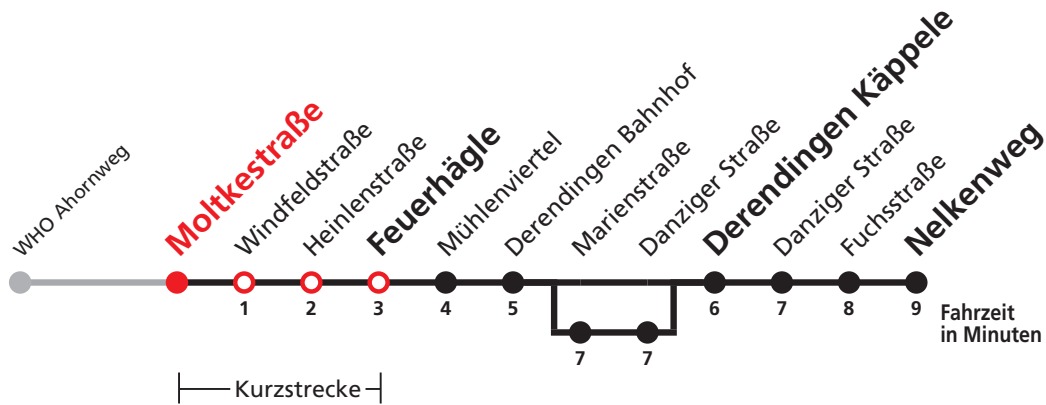 WHO Ahornweg
Moltkestraße
Windfeldstraße
Heinlenstraße
Feuerhägle
Mühlenviertel
Derendingen Bahnhof
Marienstraße
Danziger Straße
Derendingen Käppele
Danziger Straße
Fuchsstraße
Nelkenweg
1 2 3 4 5 6 7 8 9
Fahrzeit
in Minuten
7 7
Kurzstrecke